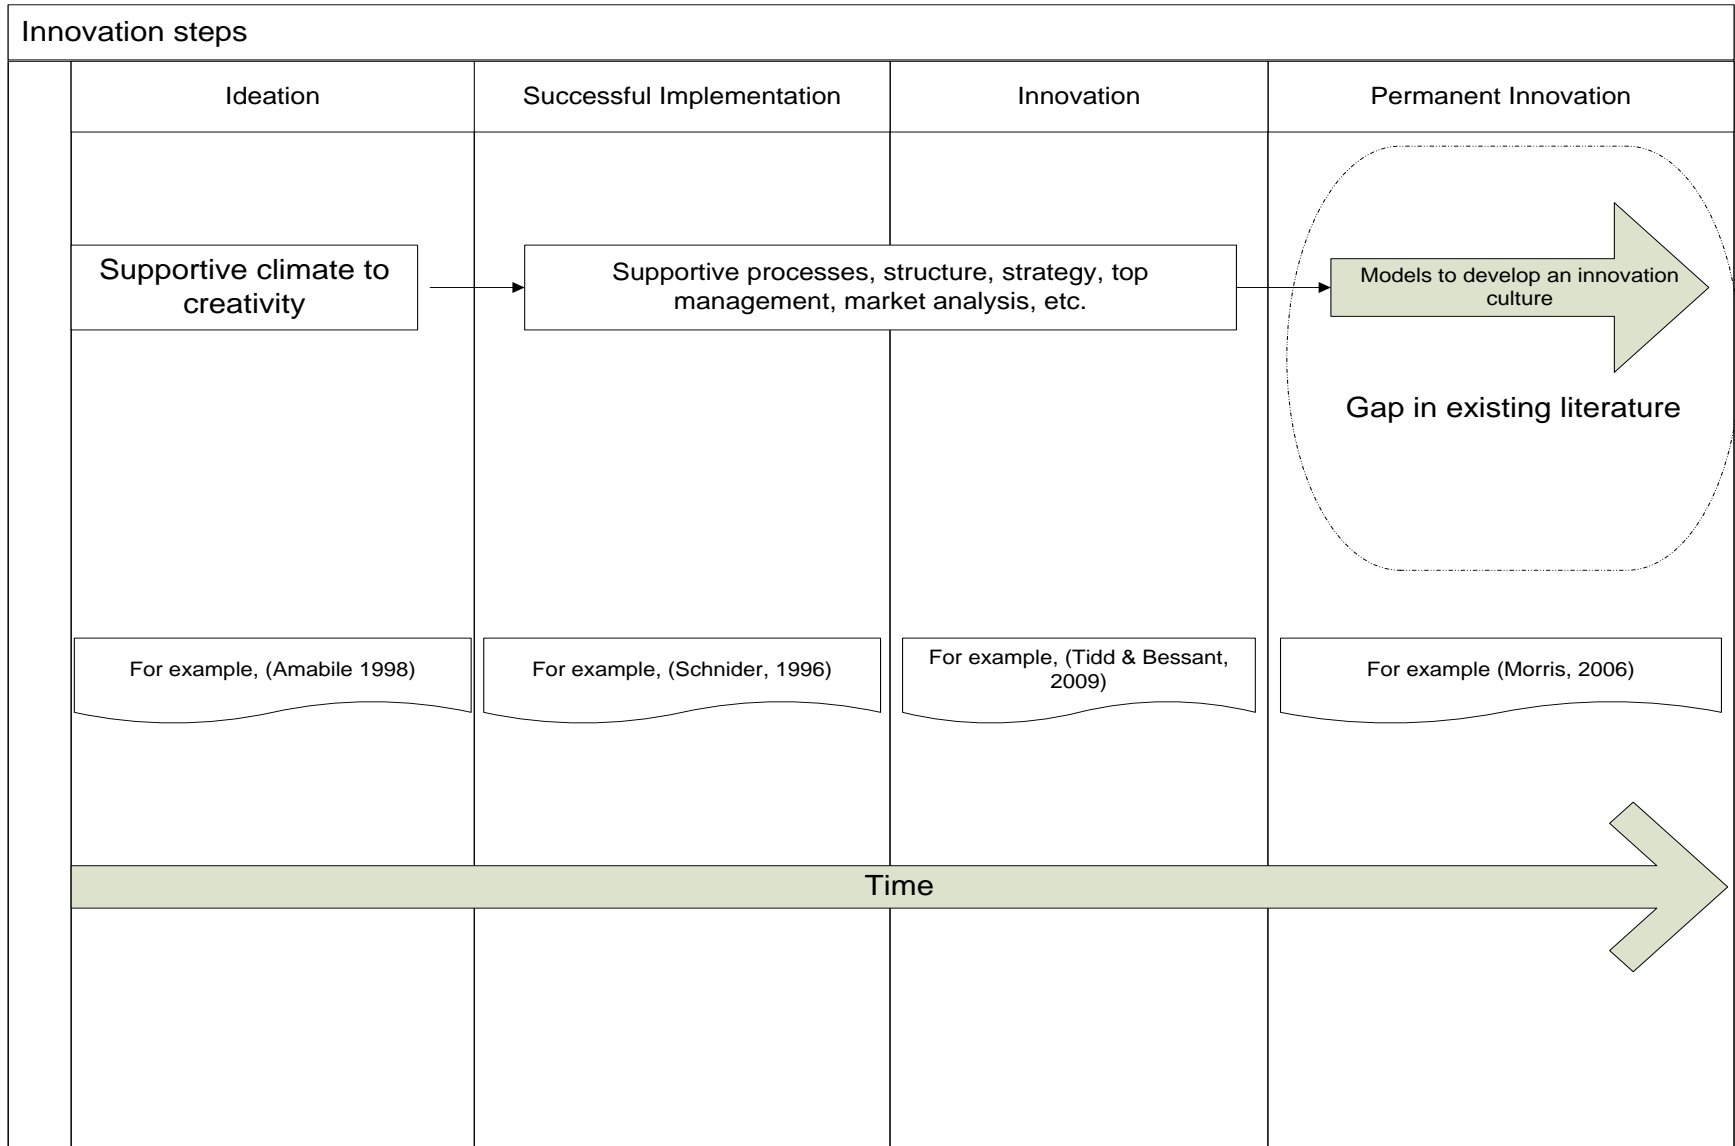 Innovation steps
Ideation
Successful Implementation
Innovation
Permanent Innovation
Supportive climate to
creativity
Supportive processes, structure, strategy, top
management, market analysis, etc.
Models to develop an innovation
culture
Gap in existing literature
For example, (Amabile 1998)
For example, (Schnider, 1996)
For example, (Tidd & Bessant,
2009)
For example (Morris, 2006)
Time